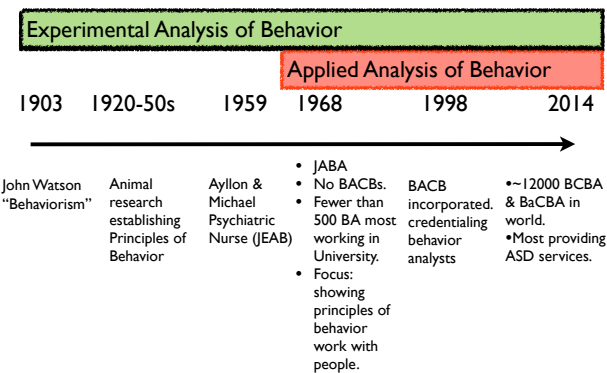 Experimental Analysis of Behavior
Applied Analysis of Behavior
1903
1920-50s
1959
1968
1998
2014
John Watson
“Behaviorism”
Animal
research
establishing
Principles of
Behavior
Ayllon &
Michael
Psychiatric
Nurse (JEAB)
• JABA
• No BACBs.
• Fewer than
500 BA most
working in
University.
• Focus:
showing
principles of
behavior
work with
people.
BACB
incorporated.
credentialing
behavior
analysts
•~12000 BCBA
& BaCBA in
world.
•Most providing
ASD services.